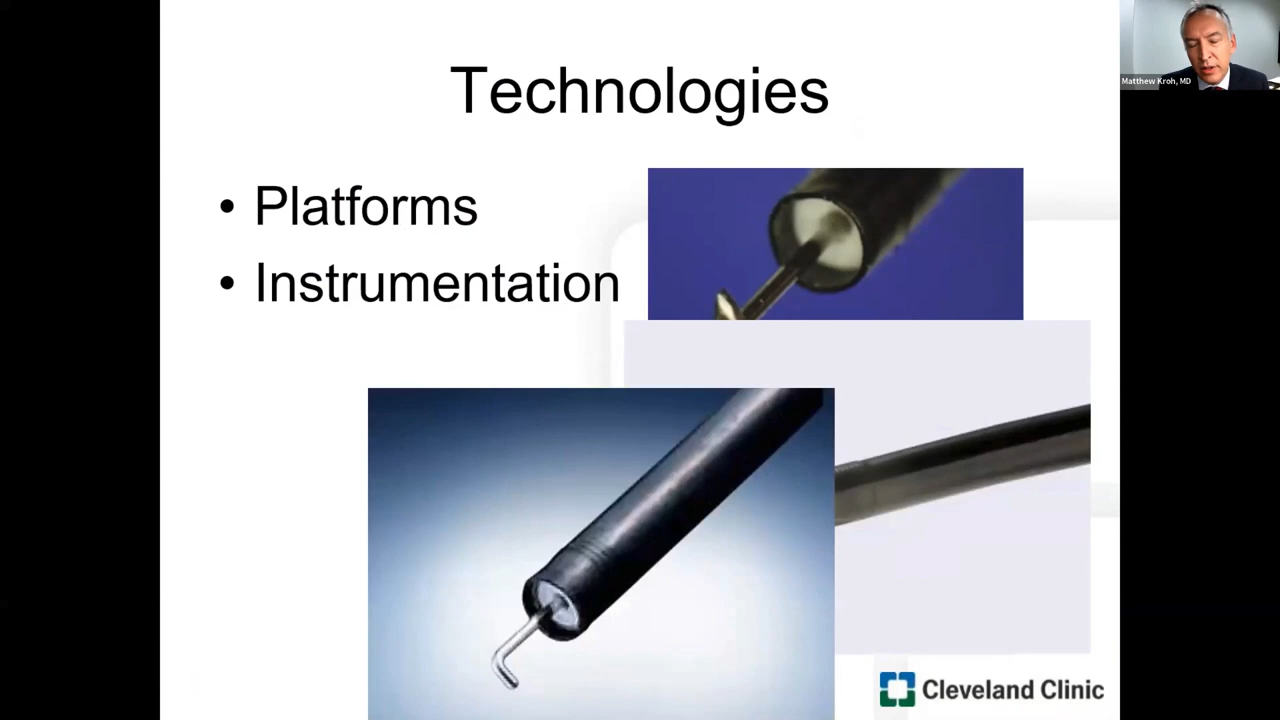 Technologies
• Platforms
• Instrumentation
Matthew Kroh, MD
Cleveland Clinic